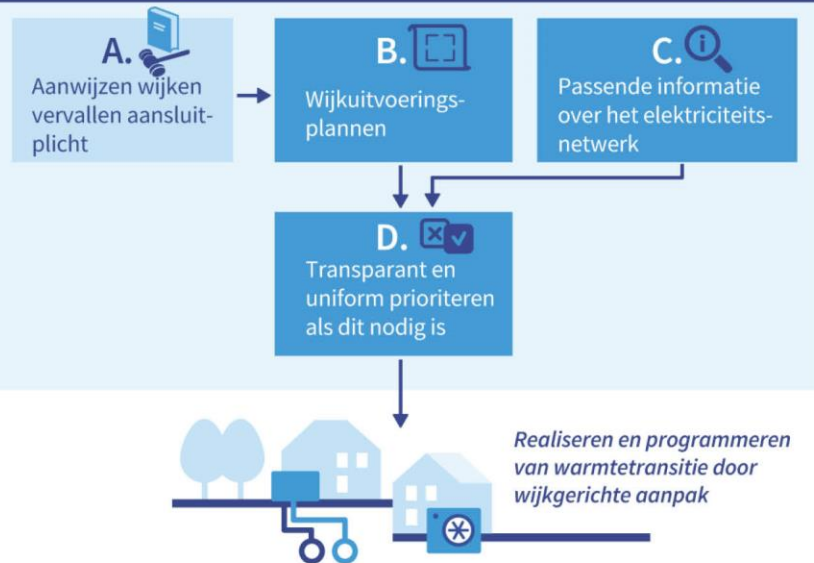 A.
Aanwijzen wijken
vervallen aansluit-
plicht
B.
Wijkuitvoerings-
plannen
C.
Passende informatie
over het elektriciteits-
netwerk
D.
Transparant en
uniform prioriteren
als dit nodig is
Realiseren en programmeren
van warmtetransitie door
wijkgerichte aanpak